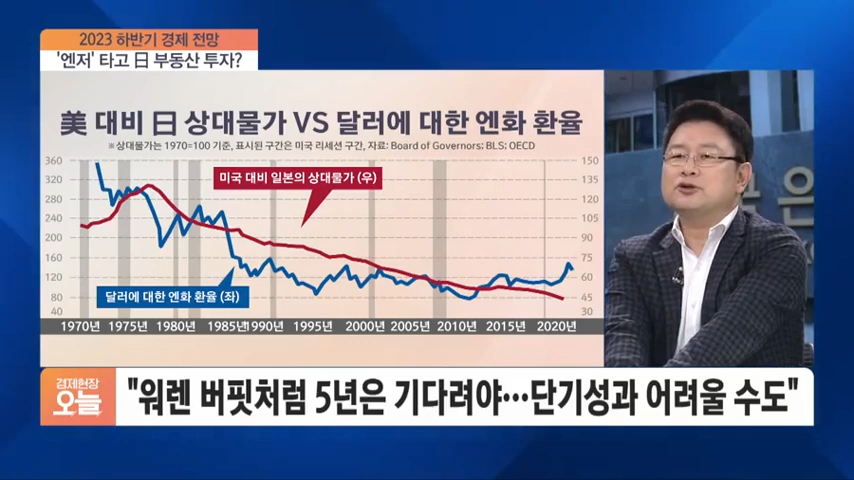 2023 하반기 경제 전망
'엔저' 타고 日 부동산 투자?
美 대비 日 상대물가 VS 달러에 대한 엔화 환율
※상대물가는 1970=100 기준, 표시된 구간은 미국 리세션 구간, 자료: Board of Governors; BLS; OECD
360 150
320 135
280 120
240 105
200 90
160 75
120 60
80 45
40 30
미국 대비 일본의 상대물가 (우)
달러에 대한 엔화 환율 (좌)
1970년 1975년 1980년 1985년 1990년 1995년 2000년 2005년 2010년 2015년 2020년
은
경제현장
오늘
"워렌 버핏처럼 5년은 기다려야…단기성과 어려울 수도"